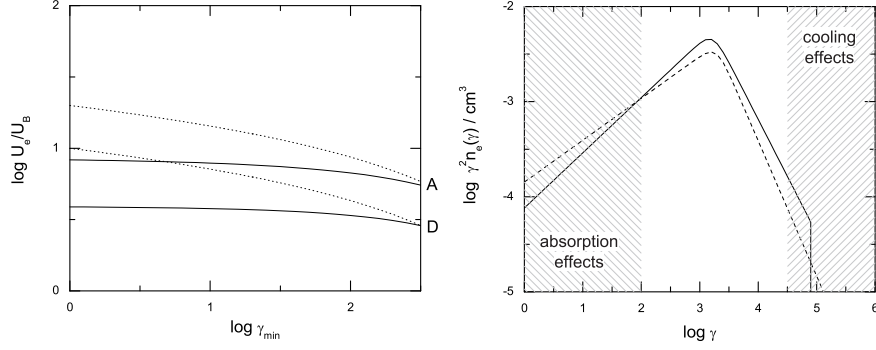 2
1
0
0
1
2
log U_e/U_B
log γ_min
A
D
-2
-3
-4
-5
0
1
2
3
4
5
6
log γ²n_e(γ) / cm³
log γ
absorption
effects
cooling
effects